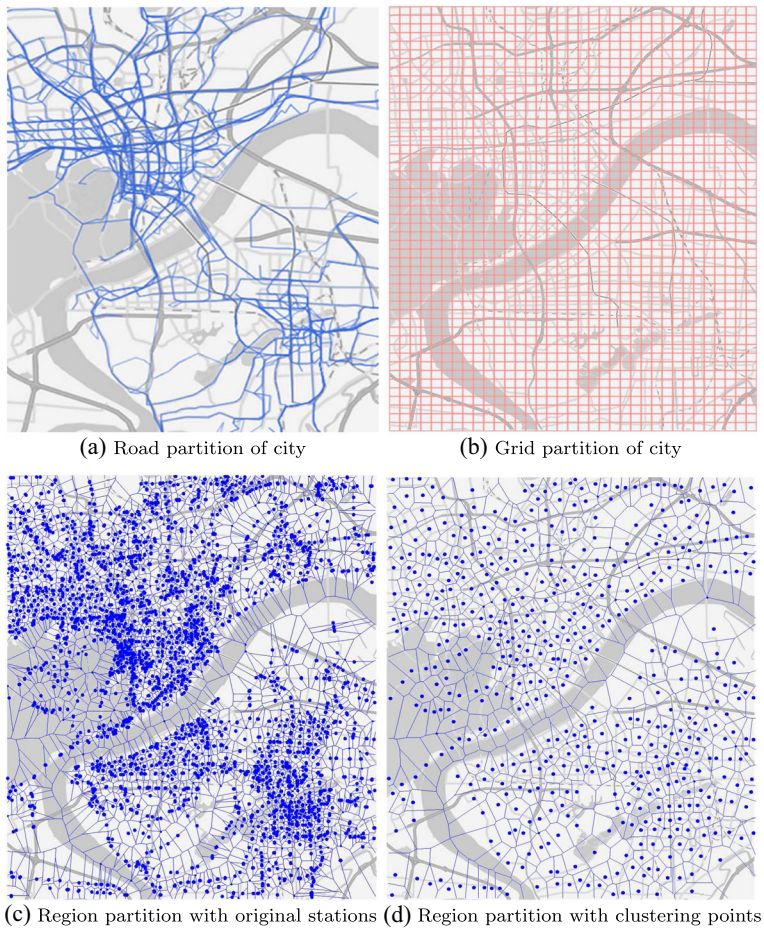 (a) Road partition of city
(b) Grid partition of city
(c) Region partition with original stations
(d) Region partition with clustering points